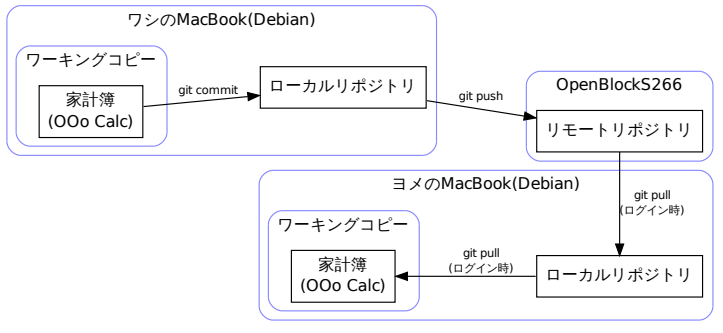 ワシのMacBook(Debian)
ワーキングコピー
家計簿
(OOo Calc)
git commit
ローカルリポジトリ
git push
OpenBlockS266
リモートリポジトリ
git pull
(ログイン時)
ヨメのMacBook(Debian)
ワーキングコピー
家計簿
(OOo Calc)
git pull
(ログイン時)
ローカルリポジトリ